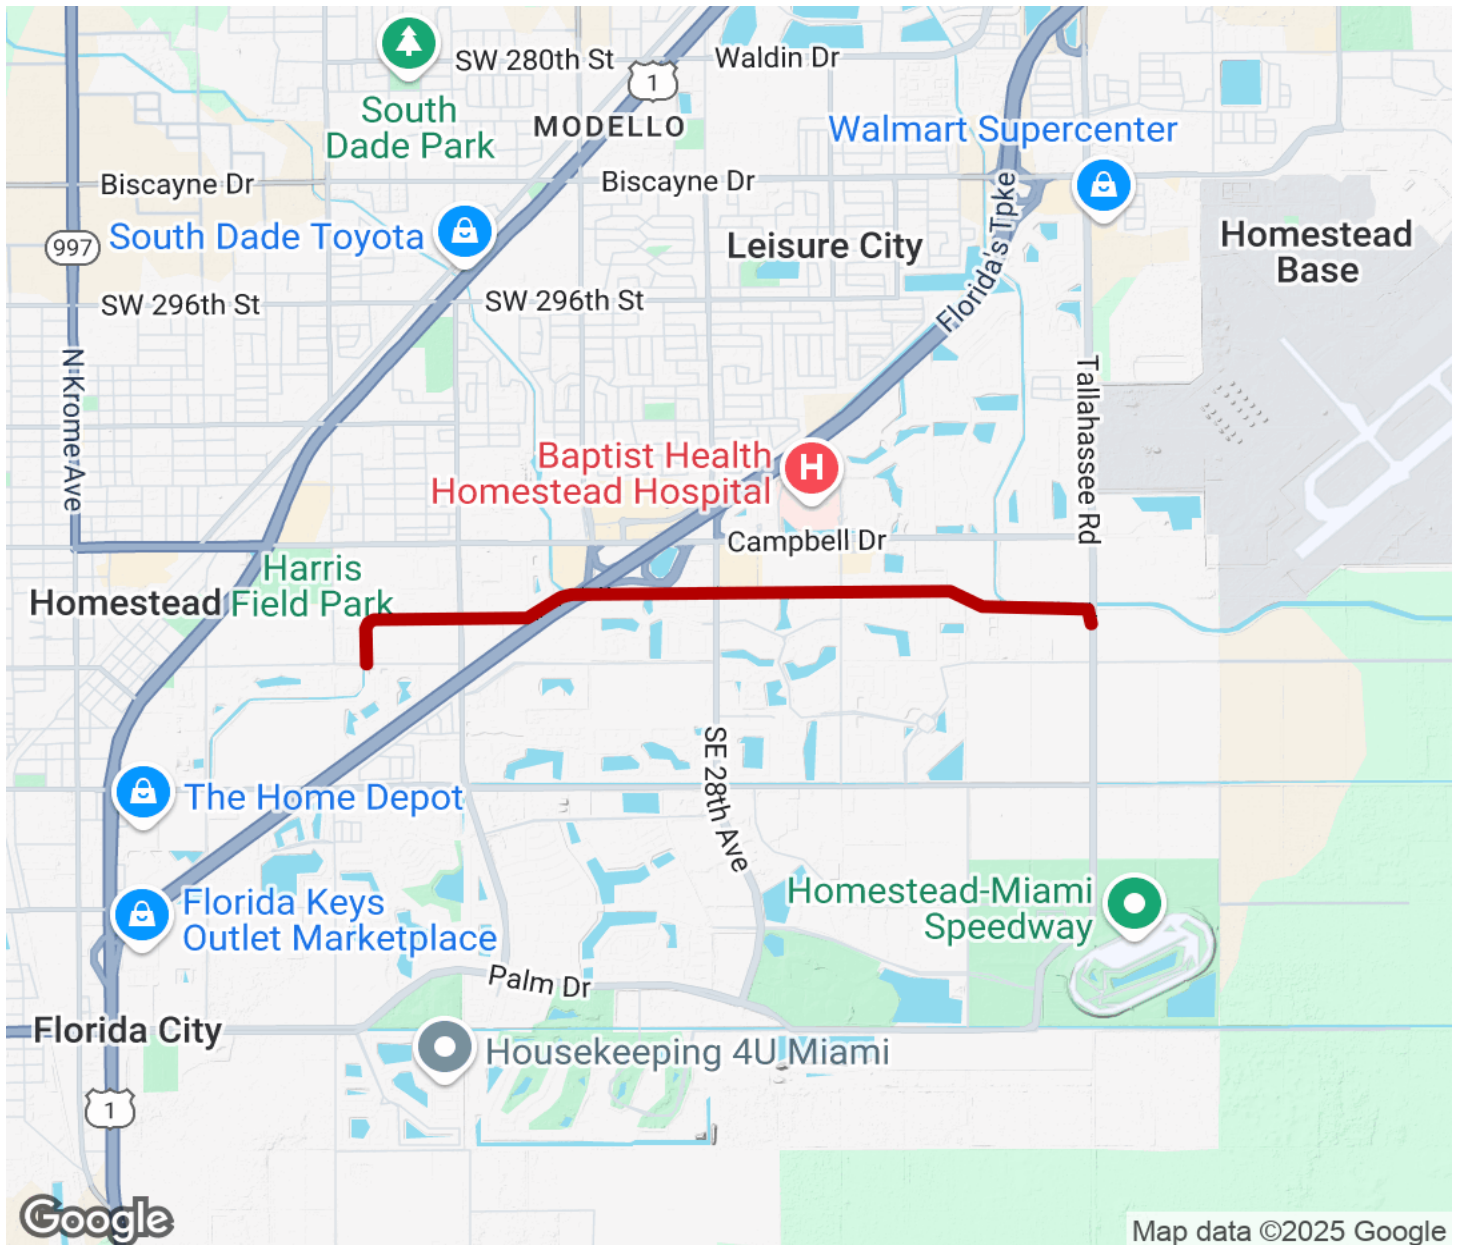 SW 280th St
Waldin Dr
1
South
Dade Park
MODELLO
Walmart Supercenter
Biscayne Dr
Biscayne Dr
997
South Dade Toyota
Leisure City
Florida's Tpke
Homestead
Base
SW 296th St
SW 296th St
N Krome Ave
Tallahassee Rd
Baptist Health
Homestead Hospital
H
Campbell Dr
Harris
Field Park
Homestead
SE 28th Ave
The Home Depot
Florida Keys
Outlet Marketplace
Homestead-Miami
Speedway
Palm Dr
Florida City
Housekeeping 4U Miami
1
Google
Map data ©2025 Google